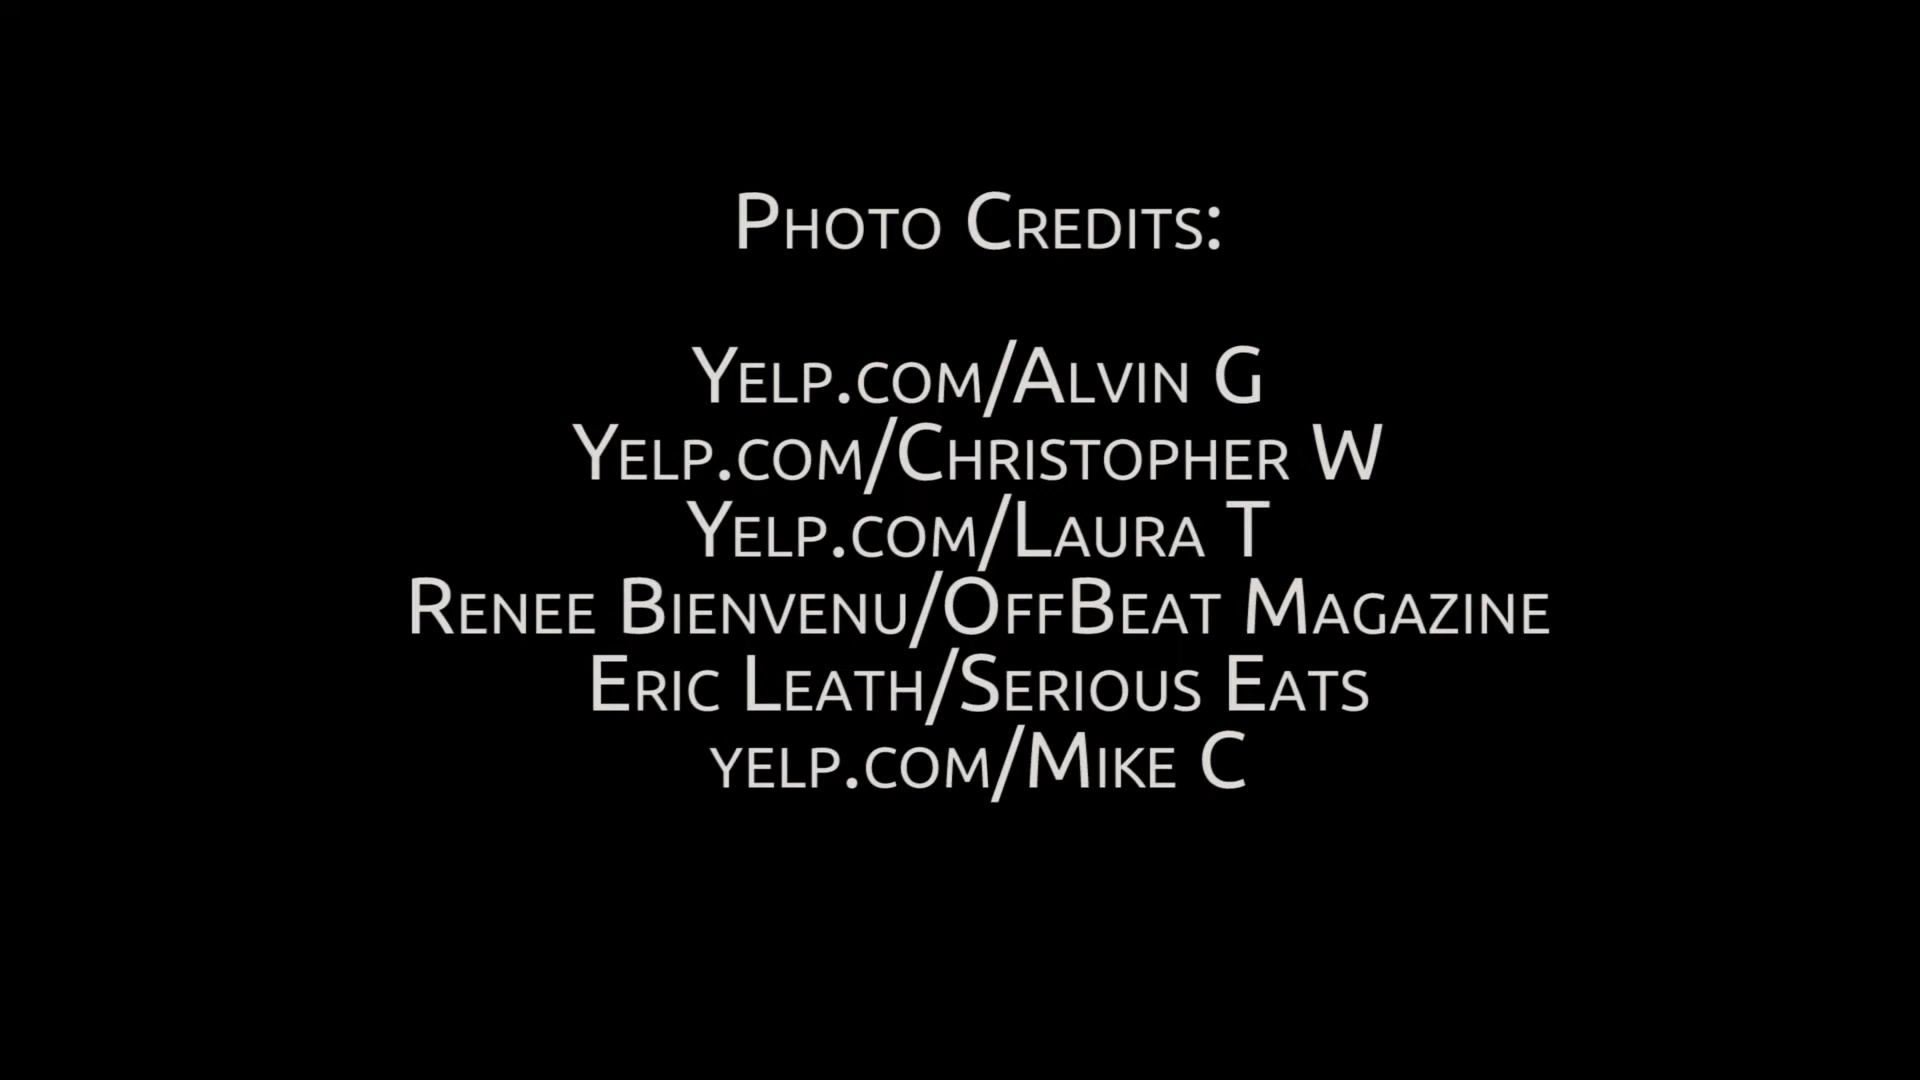 Photo Credits:
Yelp.com/Alvin G
Yelp.com/Christopher W
Yelp.com/Laura T
Renee Bienvenu/OffBeat Magazine
Eric Leath/Serious Eats
yelp.com/Mike C